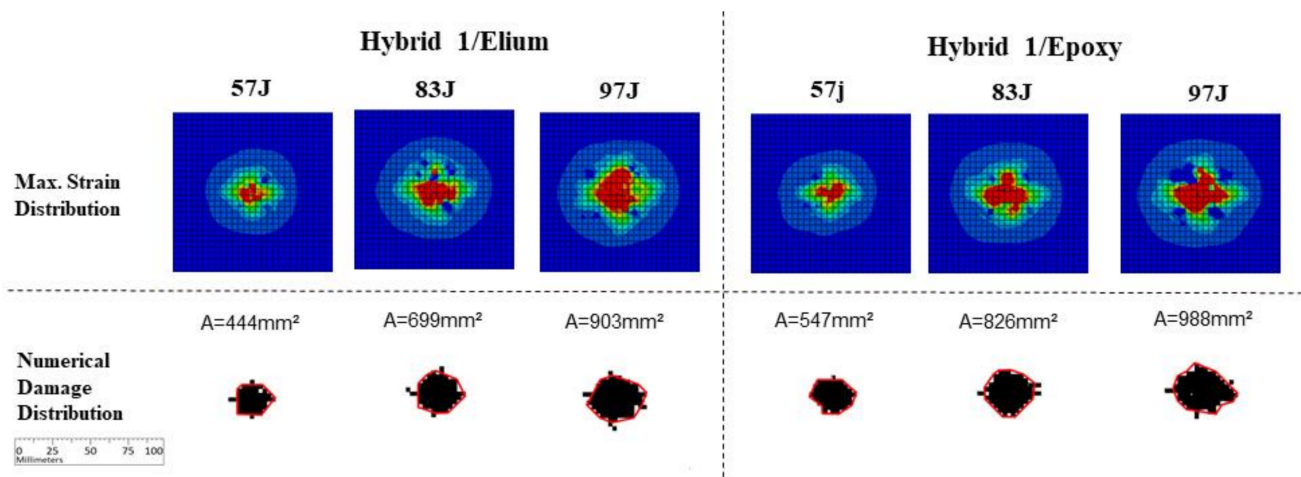 Hybrid 1/Elium
Hybrid 1/Epoxy
57J
83J
97J
57j
83J
97J
Max. Strain
Distribution
A=444mm²
A=699mm²
A=903mm²
A=547mm²
A=826mm²
A=988mm²
Numerical
Damage
Distribution
0 25 50 75 100
Millimeters